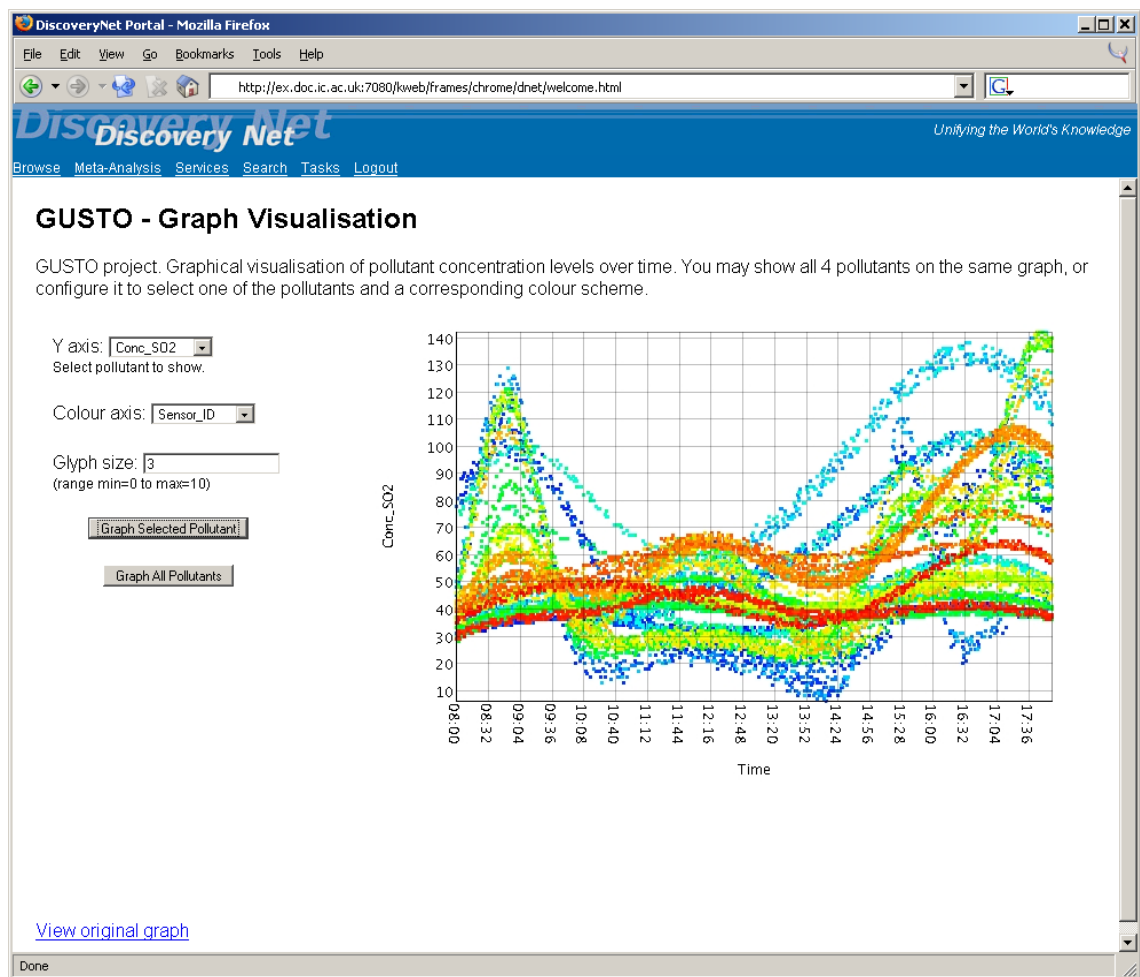 DiscoveryNet Portal - Mozilla Firefox
File Edit View Go Bookmarks Tools Help
http://ex.doc.ic.ac.uk:7080/kweb/frames/chrome/dnet/welcome.html
G
Discovery Net
Discovery Net
Unifying the World's Knowledge
Browse Meta-Analysis Services Search Tasks Logout
GUSTO - Graph Visualisation
GUSTO project. Graphical visualisation of pollutant concentration levels over time. You may show all 4 pollutants on the same graph, or
configure it to select one of the pollutants and a corresponding colour scheme.
Y axis: Conc_SO2
Select pollutant to show.
Colour axis: Sensor_ID
Glyph size: 3
(range min=0 to max=10)
Graph Selected Pollutant
Graph All Pollutants
140
130
120
110
100
90
80
70
60
50
40
30
20
10
Conc_SO2
08:00 08:32 09:04 09:36 10:08 10:40 11:12 11:44 12:16 12:48 13:20 13:52 14:24 14:56 15:28 16:00 16:32 17:04 17:36
Time
View original graph
Done